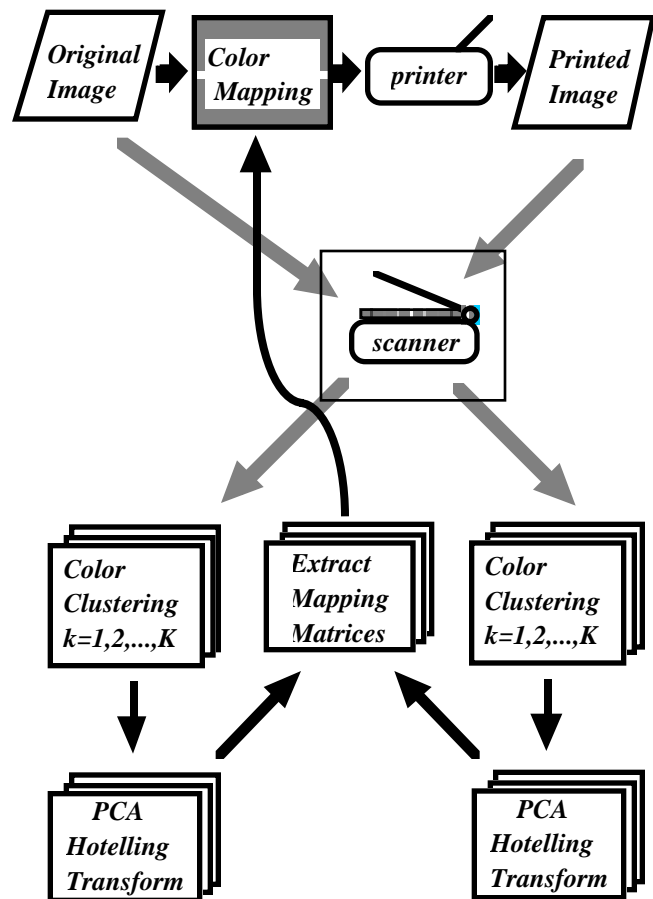 Original
Image
Color
Mapping
printer
Printed
Image
scanner
Color
Clustering
k=1,2,...,K
Extract
Mapping
Matrices
Color
Clustering
k=1,2,...,K
PCA
Hotelling
Transform
PCA
Hotelling
Transform